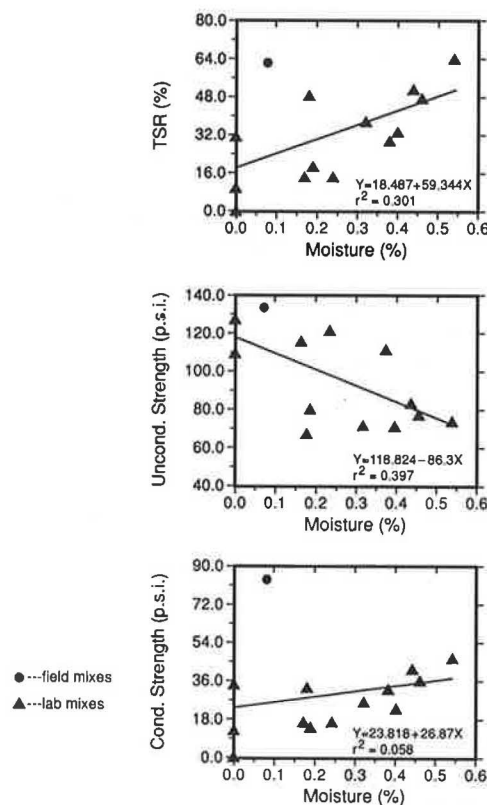 80.0
64.0
48.0
32.0
16.0
0.0
TSR (%)
Y=18.487+59.344X
r² = 0.301
0.0 0.1 0.2 0.3 0.4 0.5 0.6
Moisture (%)
140.0
120.0
100.0
80.0
60.0
40.0
Uncond. Strength (p.s.i.)
Y=118.824-86.3X
r² = 0.397
0.0 0.1 0.2 0.3 0.4 0.5 0.6
Moisture (%)
90.0
72.0
54.0
36.0
18.0
0.0
Cond. Strength (p.s.i.)
Y=23.818+26.87X
r² = 0.058
0.0 0.1 0.2 0.3 0.4 0.5 0.6
Moisture (%)
---field mixes
---lab mixes